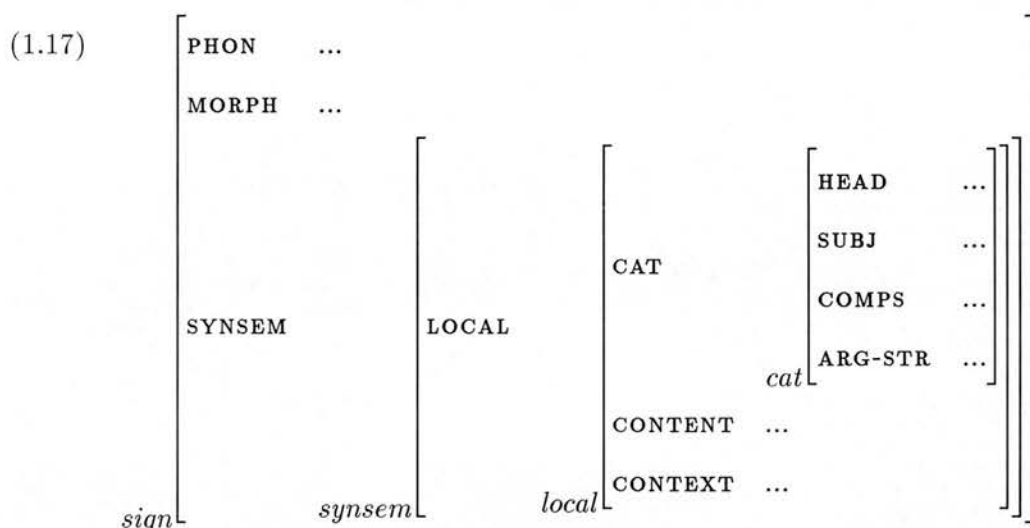 (1.17) PHON ...
MORPH ...
HEAD ...
SUBJ ...
CAT
COMPS ...
SYNSEM LOCAL
ARG-STR ...
cat
CONTENT ...
CONTEXT ...
sign synsem local